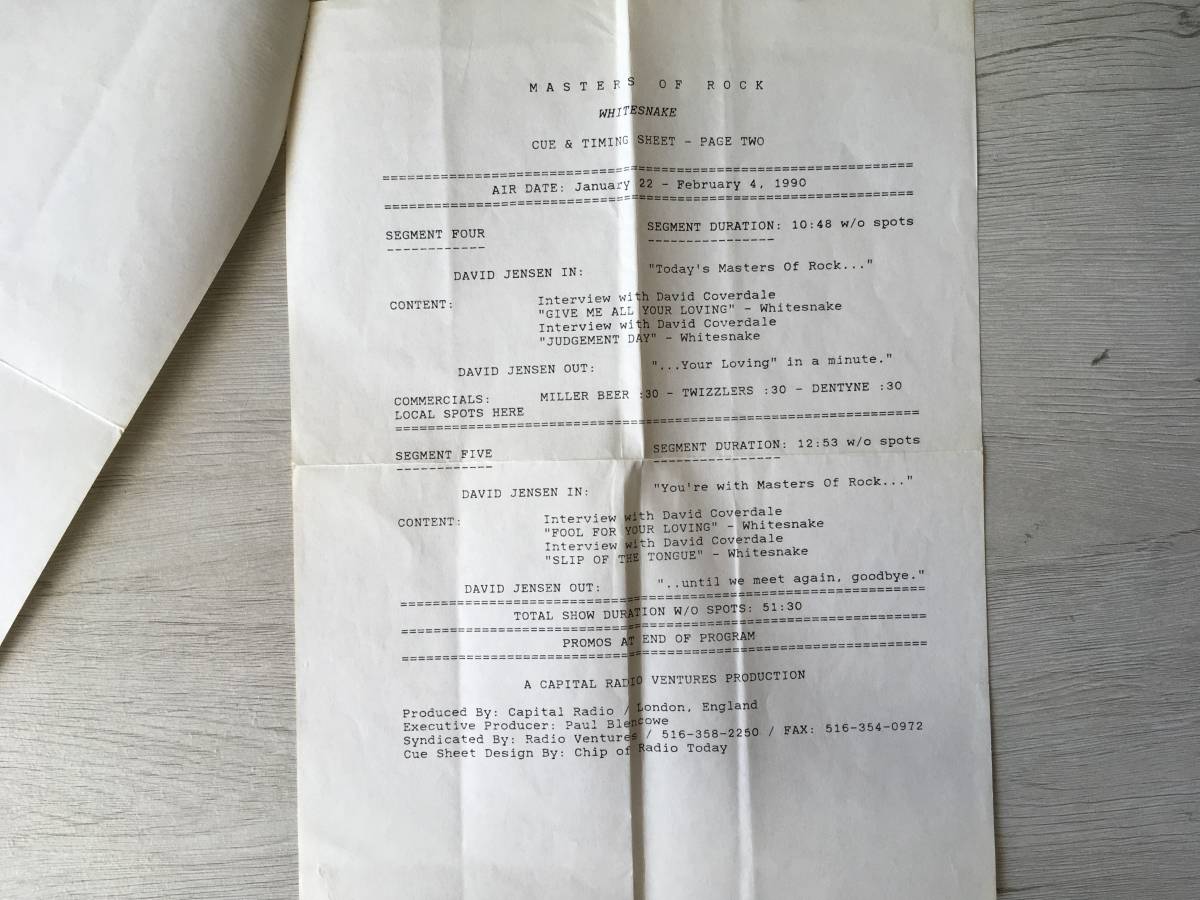 MASTERS OF ROCK
WHITESNAKE
CUE & TIMING SHEET - PAGE TWO
====================================================================
AIR DATE: January 22 - February 4, 1990
====================================================================
SEGMENT FOUR SEGMENT DURATION: 10:48 w/o spots
------------ ----------------
DAVID JENSEN IN: "Today's Masters Of Rock..."
CONTENT: Interview with David Coverdale
"GIVE ME ALL YOUR LOVING" - Whitesnake
Interview with David Coverdale
"JUDGEMENT DAY" - Whitesnake
DAVID JENSEN OUT: "...Your Loving" in a minute."
COMMERCIALS: MILLER BEER :30 - TWIZZLERS :30 - DENTYNE :30
LOCAL SPOTS HERE
====================================================================
SEGMENT FIVE SEGMENT DURATION: 12:53 w/o spots
------------ ----------------
DAVID JENSEN IN: "You're with Masters Of Rock..."
CONTENT: Interview with David Coverdale
"FOOL FOR YOUR LOVING" - Whitesnake
Interview with David Coverdale
"SLIP OF THE TONGUE" - Whitesnake
DAVID JENSEN OUT: "..until we meet again, goodbye."
====================================================================
TOTAL SHOW DURATION W/O SPOTS: 51:30
====================================================================
PROMOS AT END OF PROGRAM
====================================================================
A CAPITAL RADIO VENTURES PRODUCTION
Produced By: Capital Radio / London, England
Executive Producer: Paul Blencowe
Syndicated By: Radio Ventures / 516-358-2250 / FAX: 516-354-0972
Cue Sheet Design By: Chip of Radio Today